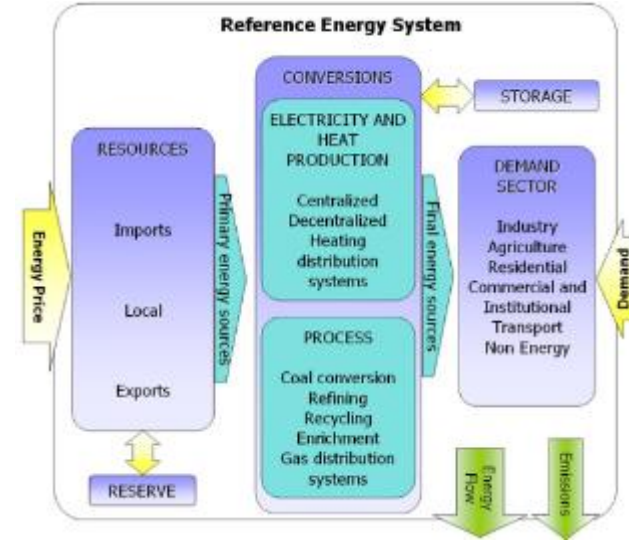 Reference Energy System
Energy Price
RESOURCES
Imports
Local
Exports
RESERVE
Primary energy sources
CONVERSIONS
ELECTRICITY AND
HEAT
PRODUCTION
Centralized
Decentralized
Heating
distribution
systems
PROCESS
Coal conversion
Refining
Recycling
Enrichment
Gas distribution
systems
Final energy sources
STORAGE
DEMAND
SECTOR
Industry
Agriculture
Residential
Commercial and
Institutional
Transport
Non Energy
Demand
Energy
Flow
Emissions